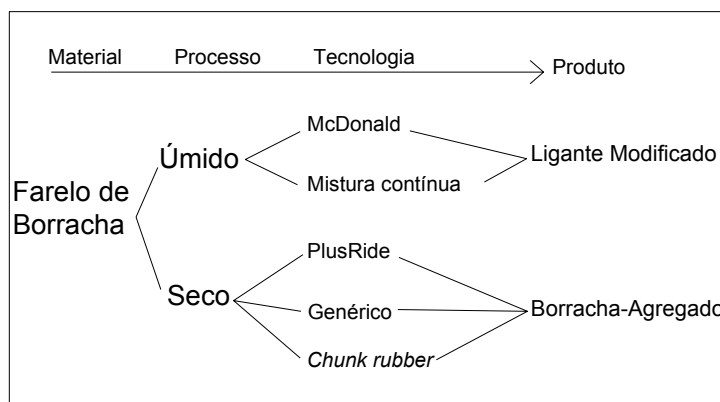 Material Processo Tecnologia Produto
McDonald
Úmido
Ligante Modificado
Mistura contínua
Farelo de
Borracha
PlusRide
Seco
Genérico
Borracha-Agregado
Chunk rubber